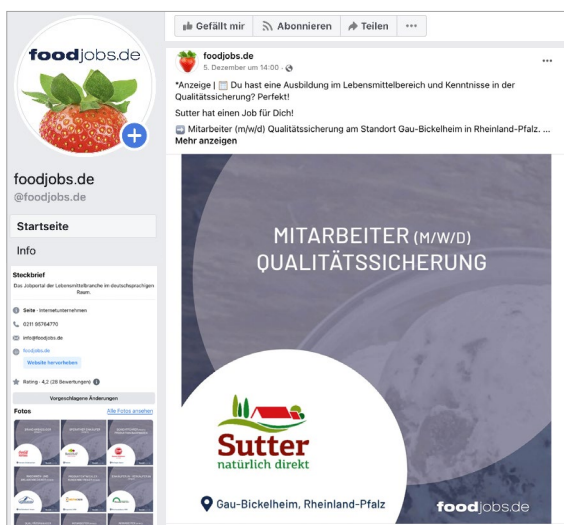 foodjobs.de
foodjobs.de
@foodjobs.de
Startseite
Info
Steckbrief
Das Jobportal der Lebensmittelbranche im deutschsprachigen
Raum.
Seite · Internetunternehmen
0211 95764770
info@foodjobs.de
foodjobs.de
Website hervorheben
Rating · 4,2 (28 Bewertungen)
Vorgeschlagene Änderungen
Fotos
Alle Fotos ansehen
Gefällt mir
Abonnieren
Teilen
foodjobs.de
5. Dezember um 14:00 ·
*Anzeige | Du hast eine Ausbildung im Lebensmittelbereich und Kenntnisse in der
Qualitätssicherung? Perfekt!
Sutter hat einen Job für Dich!
Mitarbeiter (m/w/d) Qualitätssicherung am Standort Gau-Bickelheim in Rheinland-Pfalz. ...
Mehr anzeigen
MITARBEITER (M/W/D)
QUALITÄTSSICHERUNG
Sutter
natürlich direkt
Gau-Bickelheim, Rheinland-Pfalz
foodjobs.de